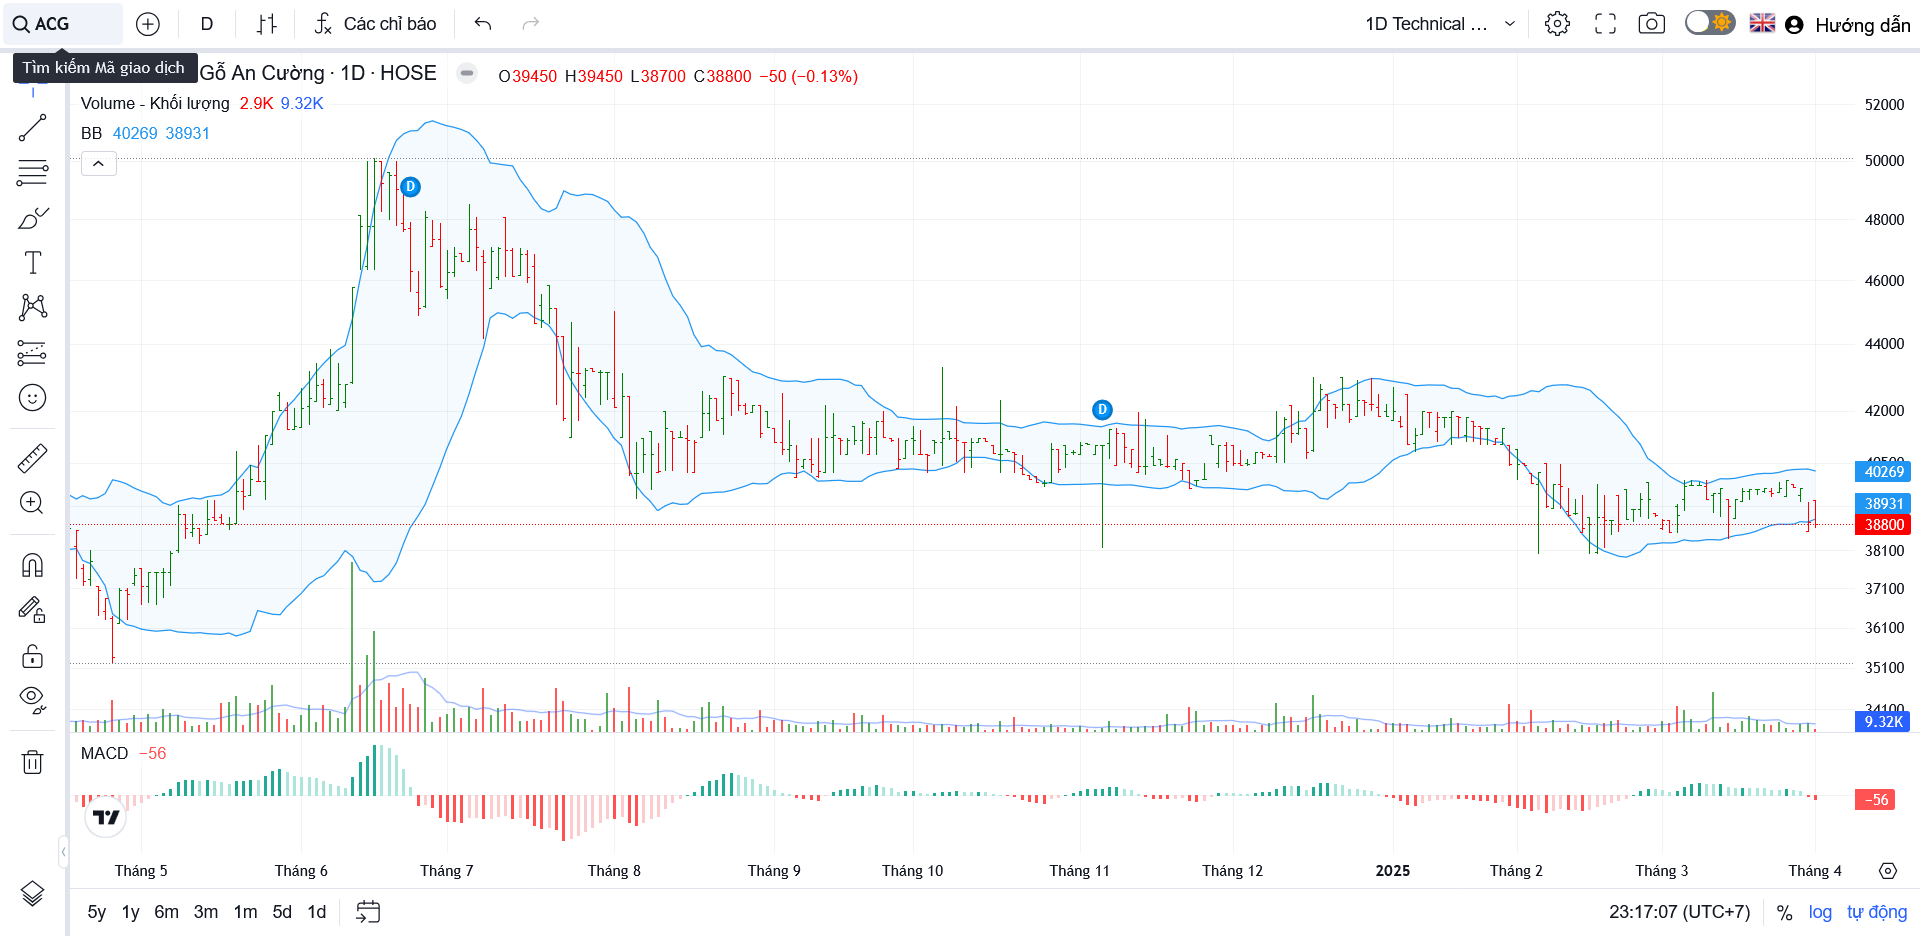 ACG
D
Các chỉ báo
1D Technical ...
Hướng dẫn
Tìm kiếm Mã giao dịch
Gỗ An Cường · 1D · HOSE
O39450 H39450 L38700 C38800 −50 (−0.13%)
Volume - Khối lượng 2.9K 9.32K
BB 40269 38931
D
D
52000
50000
48000
46000
44000
42000
40500
40269
38931
38800
38100
37100
36100
35100
34100
9.32K
MACD −56
−56
Tháng 5 Tháng 6 Tháng 7 Tháng 8 Tháng 9 Tháng 10 Tháng 11 Tháng 12 2025 Tháng 2 Tháng 3 Tháng 4
5y 1y 6m 3m 1m 5d 1d
23:17:07 (UTC+7) % log tự động